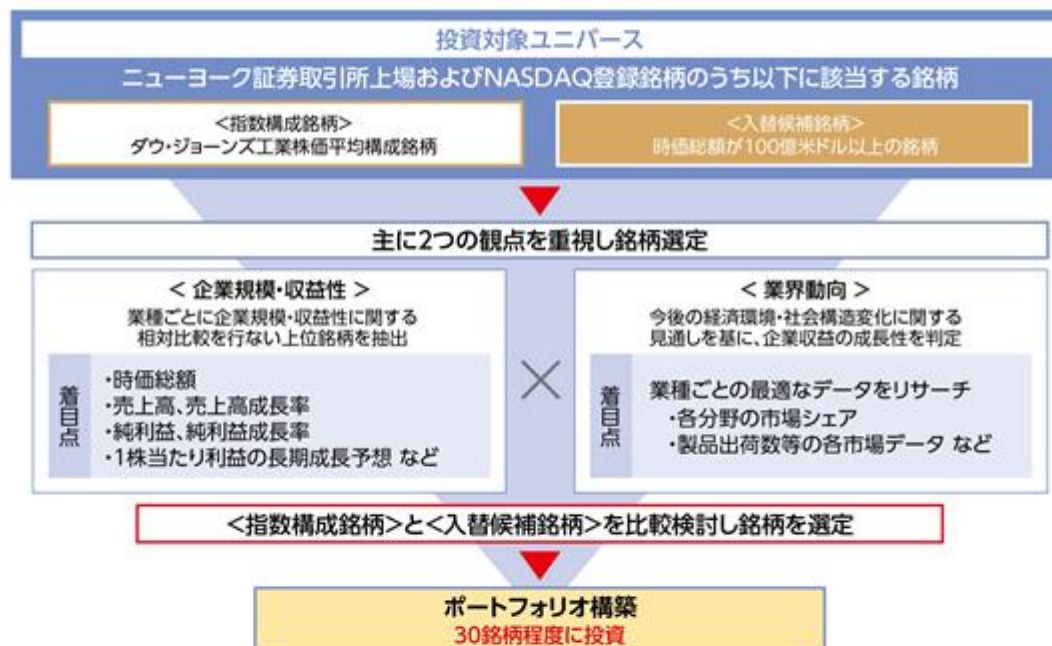 投資対象ユニバース
ニューヨーク証券取引所上場およびNASDAQ登録銘柄のうち以下に該当する銘柄
<指数構成銘柄>
ダウ・ジョーンズ工業株価平均構成銘柄
<入替候補銘柄>
時価総額が100億米ドル以上の銘柄
主に2つの観点を重視し銘柄選定
< 企業規模・収益性 >
業種ごとに企業規模・収益性に関する
相対比較を行ない上位銘柄を抽出
着目点
・時価総額
・売上高、売上高成長率
・純利益、純利益成長率
・1株当たり利益の長期成長予想 など
< 業界動向 >
今後の経済環境・社会構造変化に関する
見通しを基に、企業収益の成長性を判定
着目点
業種ごとの最適なデータをリサーチ
・各分野の市場シェア
・製品出荷数等の各市場データ など
<指数構成銘柄>と<入替候補銘柄>を比較検討し銘柄を選定
ポートフォリオ構築
30銘柄程度に投資